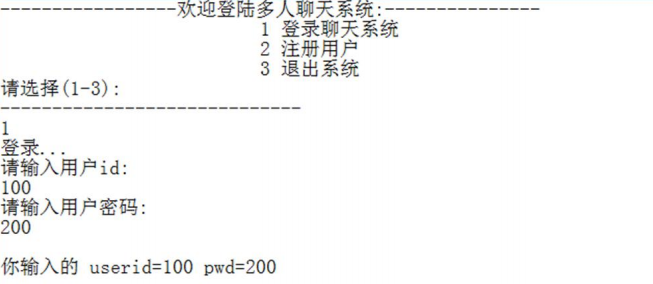 -----------------欢迎登陆多人聊天系统:---------------
1 登录聊天系统
2 注册用户
3 退出系统
请选择(1-3):
-----------------------------
1
登录...
请输入用户id:
100
请输入用户密码:
200
你输入的 userid=100 pwd=200